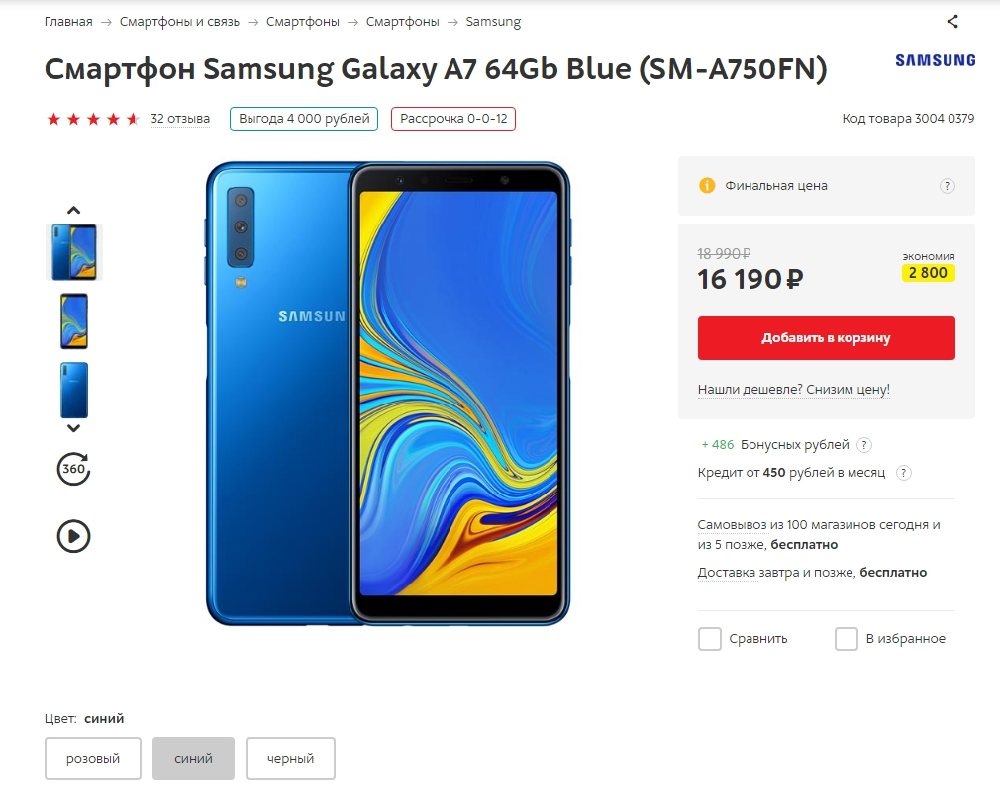 Главная → Смартфоны и связь → Смартфоны → Смартфоны → Samsung
Смартфон Samsung Galaxy A7 64Gb Blue (SM-A750FN)
SAMSUNG
32 отзыва
Выгода 4 000 рублей
Рассрочка 0-0-12
Код товара 3004 0379
Финальная цена ?
SAMSUN
18 990 ₽
экономия
16 190 ₽
2 800
Добавить в корзину
Нашли дешевле? Снизим цену!
+ 486 Бонусных рублей ?
Кредит от 450 рублей в месяц ?
360
Самовывоз из 100 магазинов сегодня и
из 5 позже, бесплатно
Доставка завтра и позже, бесплатно
Сравнить
В избранное
Цвет: синий
розовый
синий
черный